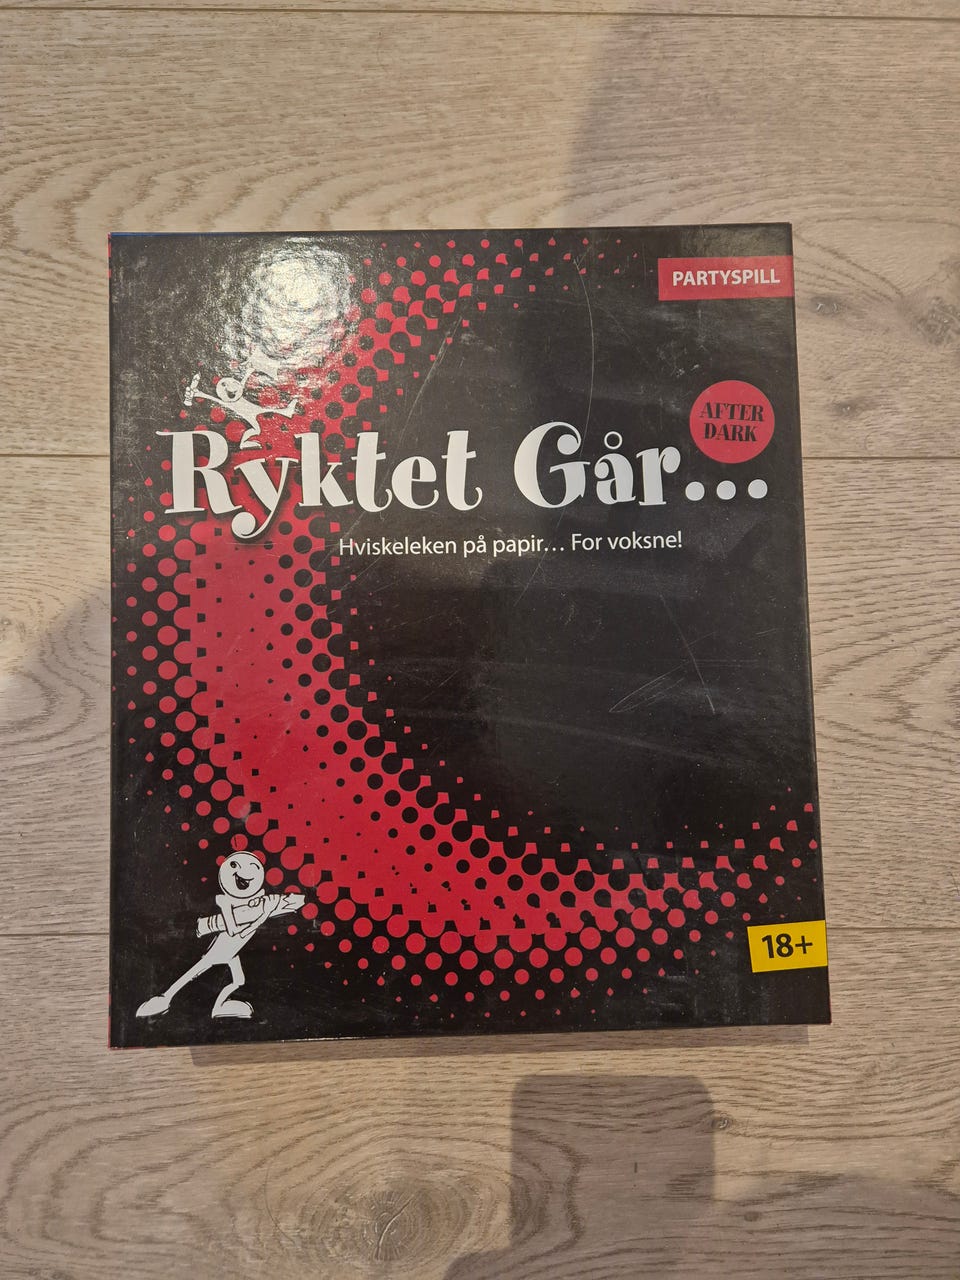 PARTYSPILL
AFTER
DARK
Ryktet Går...
Hviskeleken på papir... For voksne!
18+